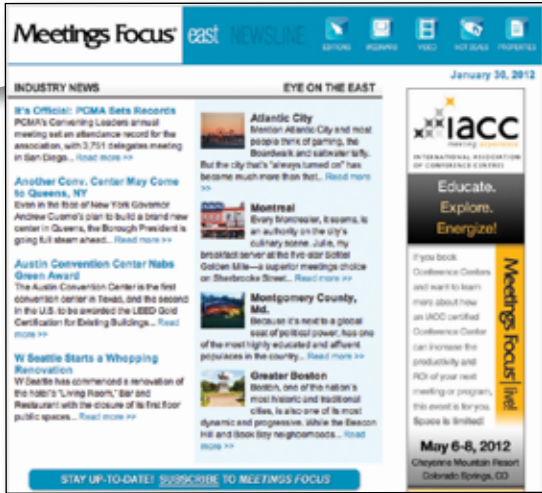 Meetings Focus east NEWSLINE
EDITIONS WEBINARS VIDEO HOT DEALS PROPERTIES
January 30, 2012
INDUSTRY NEWS
It's Official: PCMA Sets Records
PCMA's Convening Leaders annual
meeting set an attendance record for the
association, with 3,751 delegates meeting
in San Diego... Read more >>
Another Conv. Center May Come
to Queens, NY
Even in the face of New York Governor
Andrew Cuomo's plan to build a brand new
center in Queens, the Borough President is
going full steam ahead... Read more >>
Austin Convention Center Nabs
Green Award
The Austin Convention Center is the first
convention center in Texas, and the second
in the U.S. to be awarded the LEED Gold
Certification for Existing Buildings... Read
more >>
W Seattle Starts a Whopping
Renovation
W Seattle has commenced a renovation of
the hotel's "Living Room," Bar and
Restaurant with the closure of its first floor
public spaces... Read more >>
EYE ON THE EAST
Atlantic City
Mention Atlantic City and most
people think of gaming, the
Boardwalk and saltwater taffy.
But the city that's "always turned on" has
become much more than that... Read more
>>
Montreal
Every Montrealer, it seems, is
an authority on the city's
culinary scene. Julie, my
breakfast server at the five-star Sofitel
Golden Mile—a superior meetings choice
on Sherbrooke Street... Read more >>
Montgomery County,
Md.
Because it's next to a global
seat of political power, has one
of the most highly educated and affluent
populaces in the country... Read more >>
Greater Boston
Boston, one of the nation's
most historic and traditional
cities, is also one of its most
dynamic and progressive. While the Beacon
Hill and Back Bay neighborhoods... Read
more >>
iacc
meeting experience
INTERNATIONAL ASSOCIATION
OF CONFERENCE CENTERS
Educate.
Explore.
Energize!
If you book
Conference Centers
and want to learn
more about how
an IACC certified
Conference Center
can increase the
productivity and
ROI of your next
meeting or program,
this event is for you.
Space is limited!
Meetings Focus live!
May 6-8, 2012
Cheyenne Mountain Resort
Colorado Springs, CO
STAY UP-TO-DATE! SUBSCRIBE TO MEETINGS FOCUS